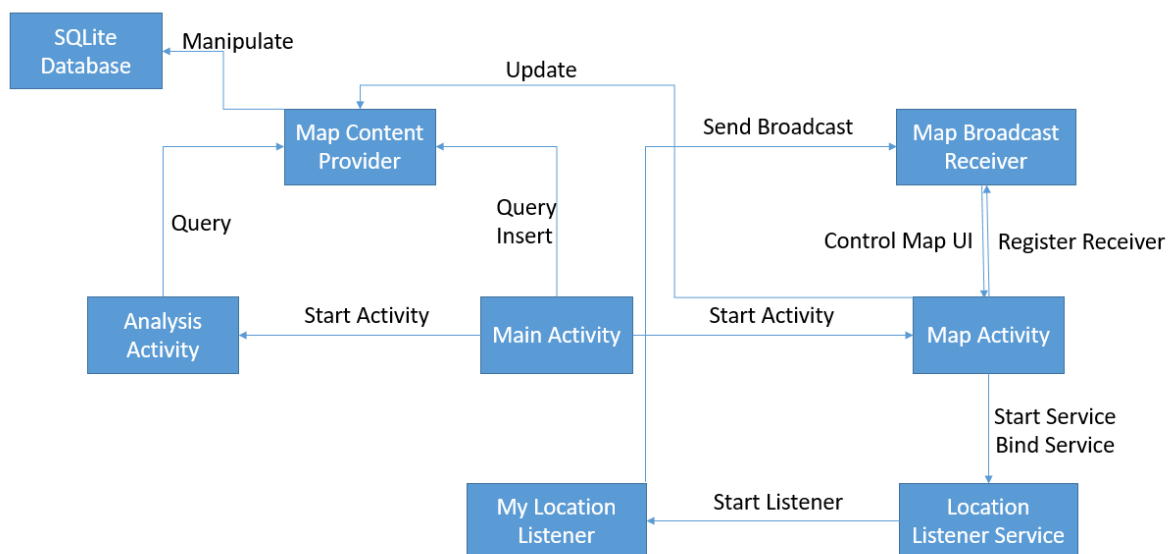 SQLite
Database
Manipulate
Update
Map Content
Provider
Send Broadcast
Map Broadcast
Receiver
Query
Query
Insert
Control Map UI
Register Receiver
Analysis
Activity
Start Activity
Main Activity
Start Activity
Map Activity
Start Service
Bind Service
My Location
Listener
Start Listener
Location
Listener Service